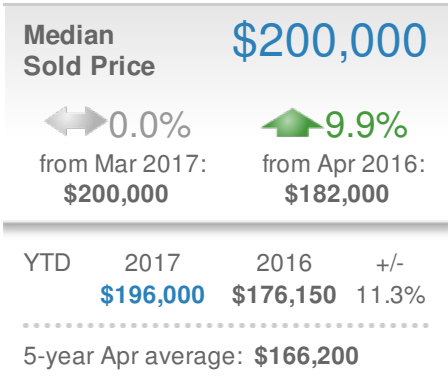 Median $200,000
Sold Price
0.0% 9.9%
from Mar 2017: from Apr 2016:
$200,000 $182,000
YTD 2017 2016 +/-
$196,000 $176,150 11.3%
5-year Apr average: $166,200